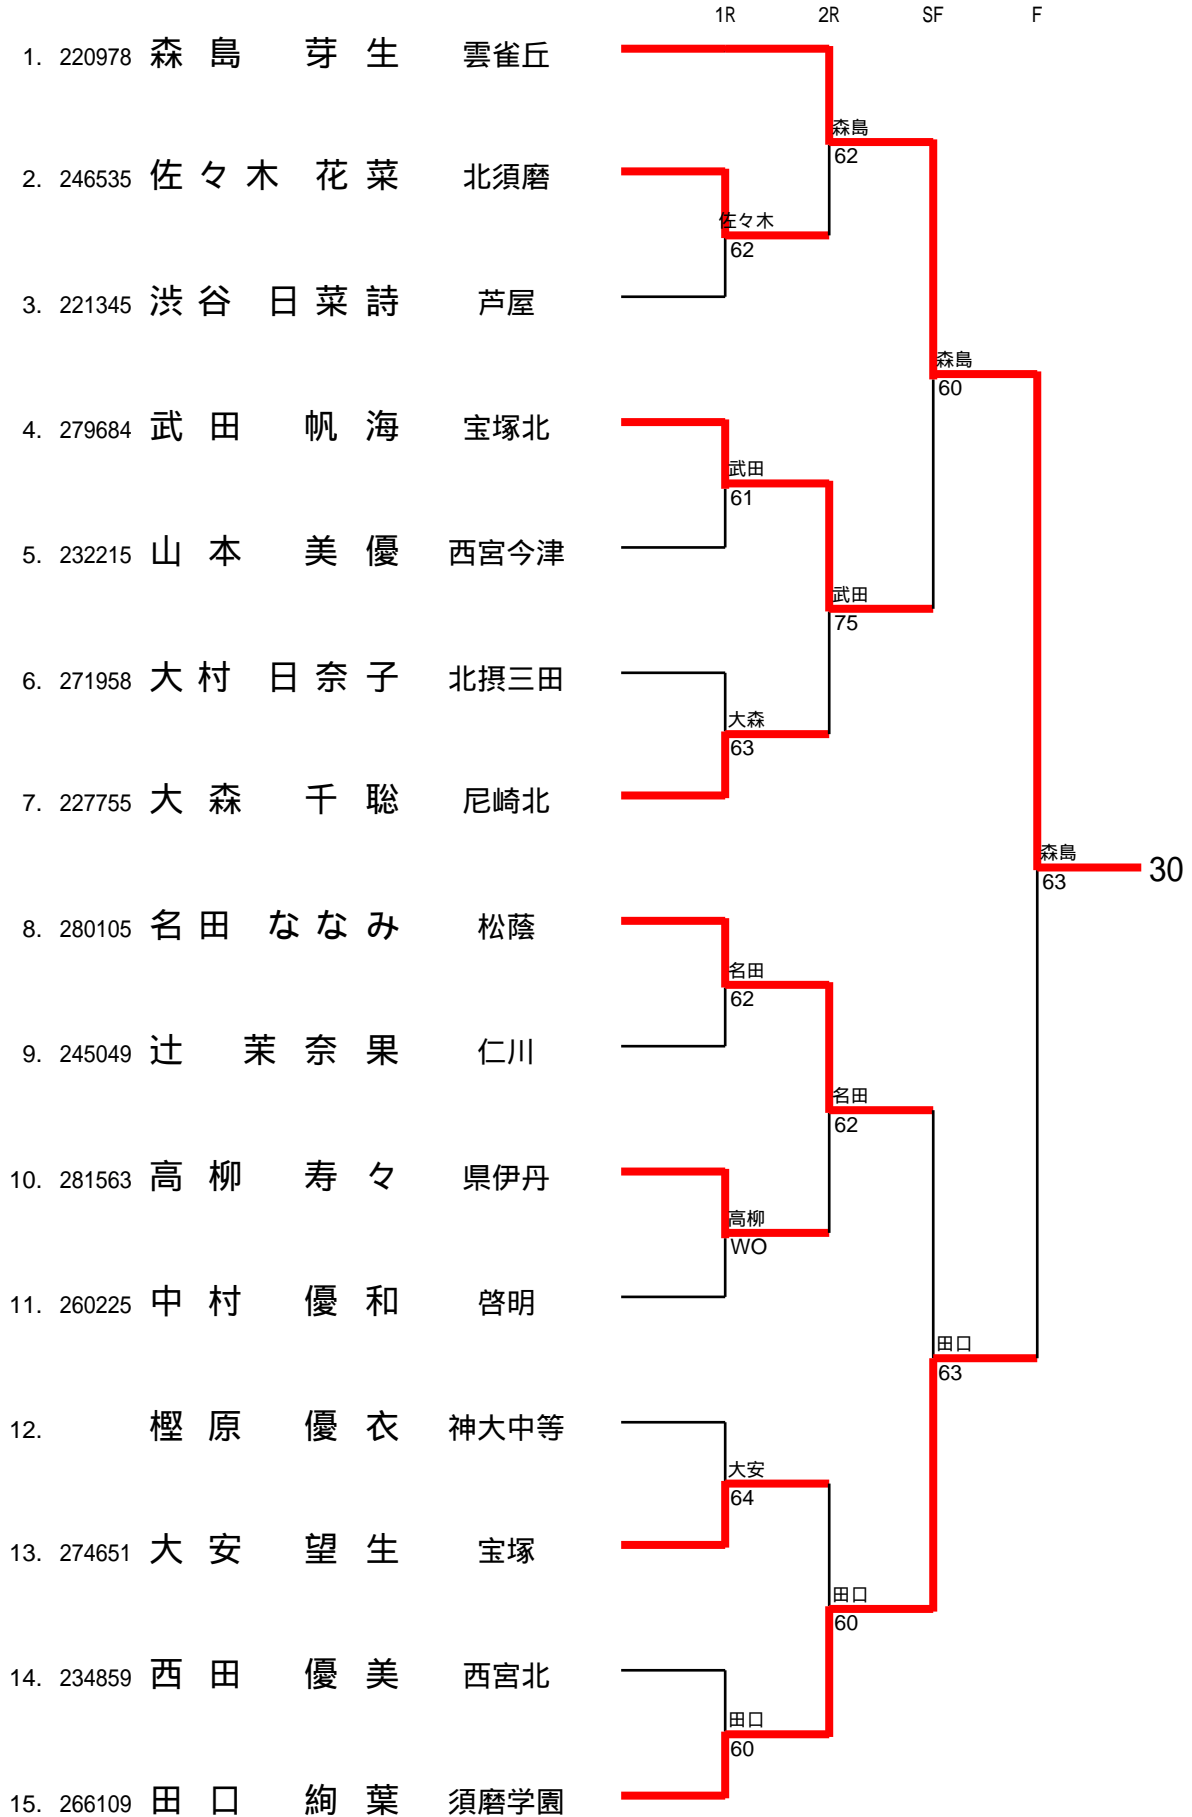 1R 2R SF F
1. 220978 森島 芽生 雲雀丘
森島
62
2. 246535 佐々木 花菜 北須磨
佐々木
62
3. 221345 渋谷 日菜詩 芦屋
森島
60
4. 279684 武田 帆海 宝塚北
武田
61
5. 232215 山本 美優 西宮今津
武田
75
6. 271958 大村 日奈子 北摂三田
大森
63
7. 227755 大森 千聡 尼崎北
森島
63
30
8. 280105 名田 ななみ 松蔭
名田
62
9. 245049 辻 茉奈果 仁川
名田
62
10. 281563 高柳 寿々 県伊丹
高柳
WO
11. 260225 中村 優和 啓明
田口
63
12. 樫原 優衣 神大中等
大安
64
13. 274651 大安 望生 宝塚
田口
60
14. 234859 西田 優美 西宮北
田口
60
15. 266109 田口 絢葉 須磨学園